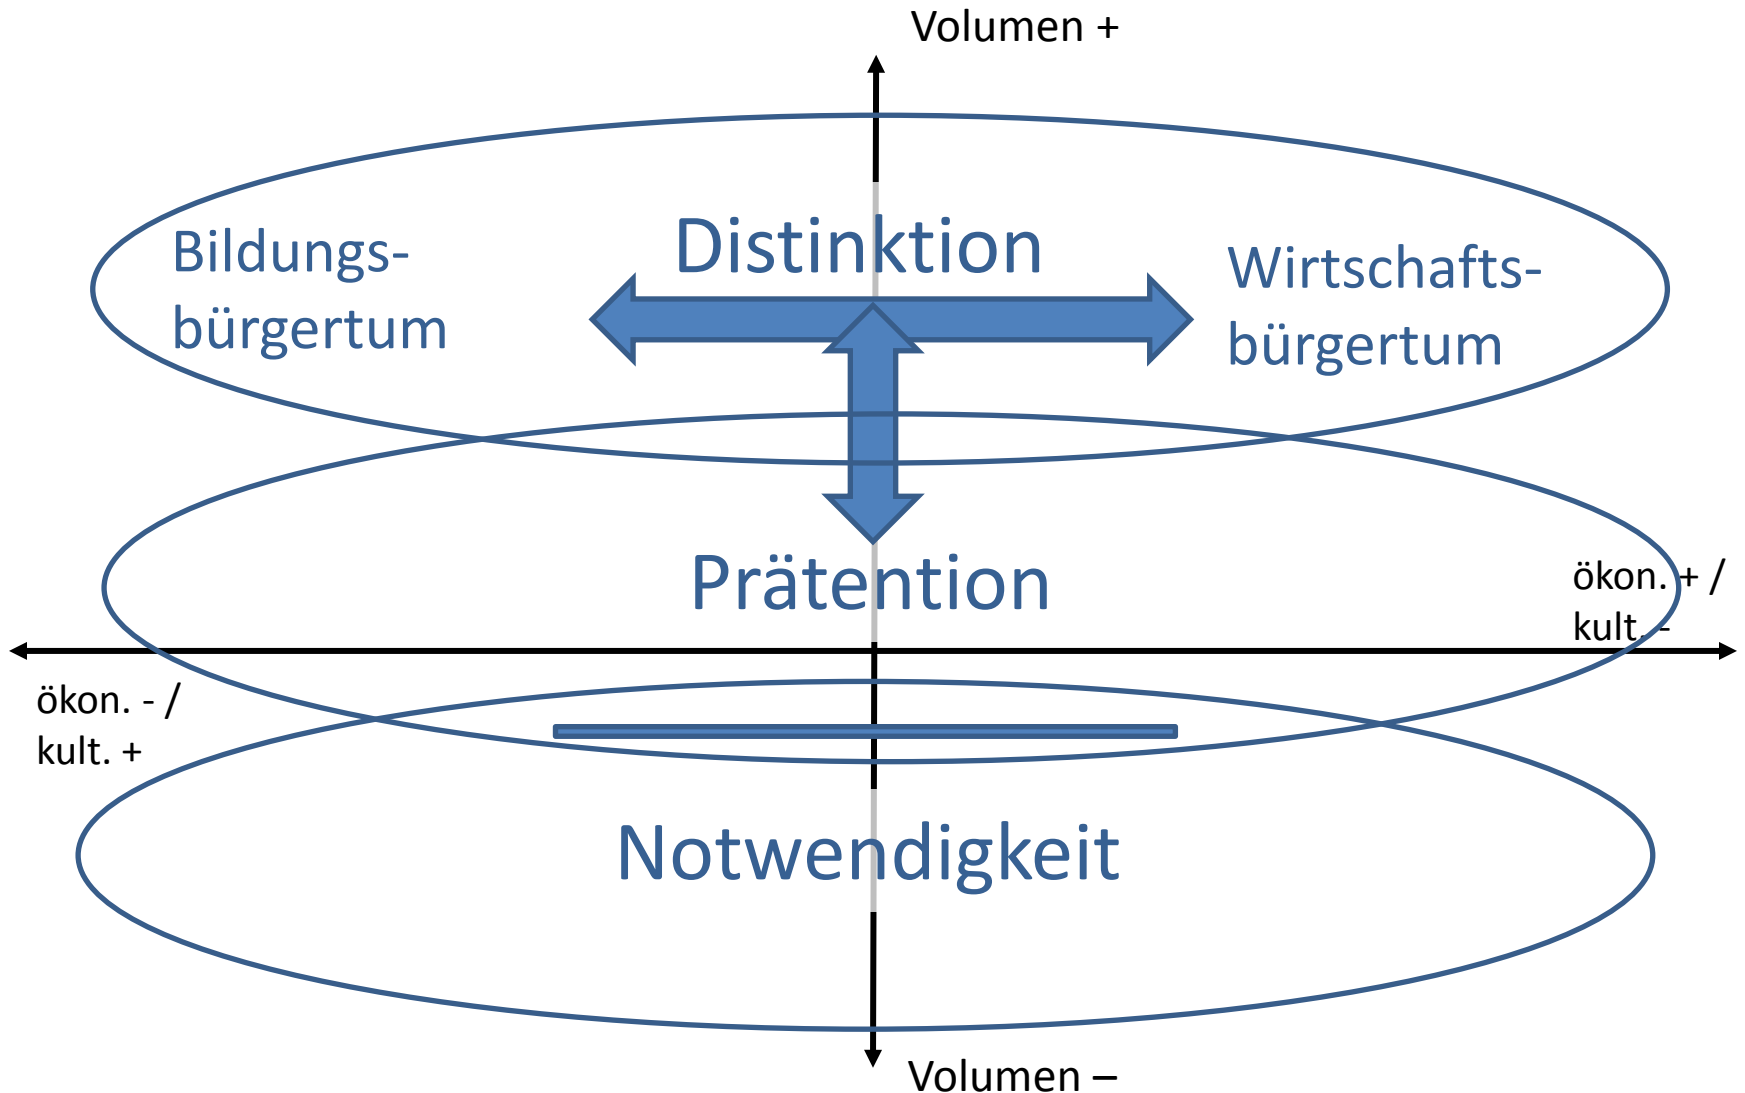 Volumen +
Distinktion
Bildungs-
bürgertum
Wirtschafts-
bürgertum
Prätention
ökon. + /
kult. -
ökon. - /
kult. +
Notwendigkeit
Volumen –